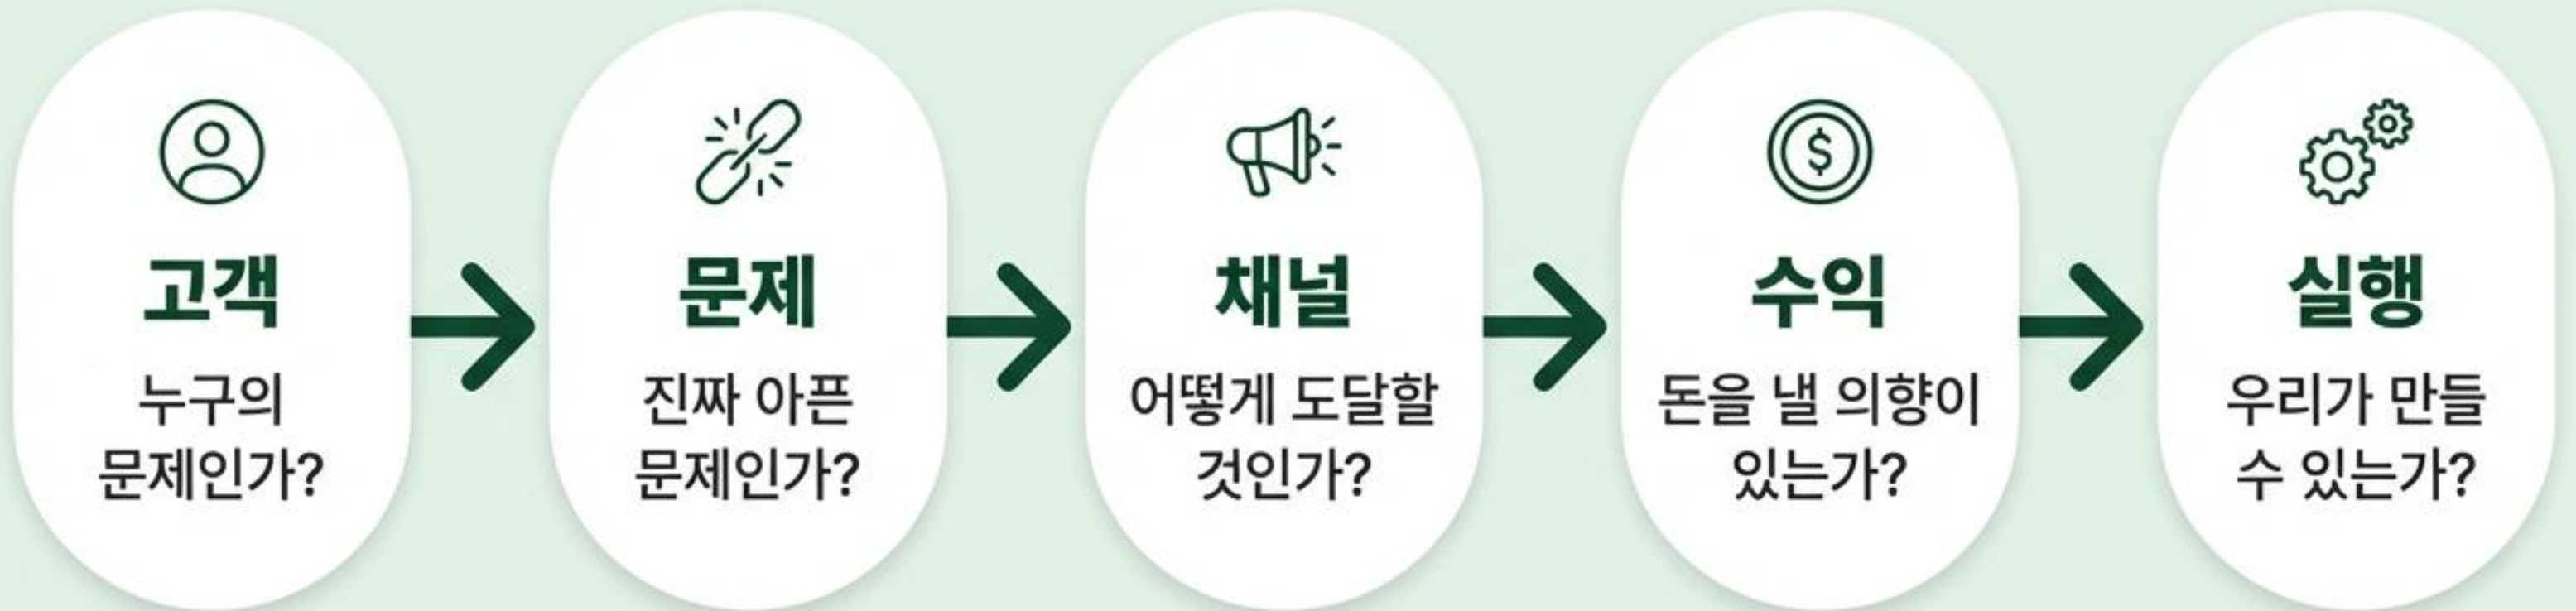 고객
누구의
문제인가?
문제
진짜 아픈
문제인가?
채널
어떻게 도달할
것인가?
$
수익
돈을 낼 의향이
있는가?
실행
우리가 만들
수 있는가?